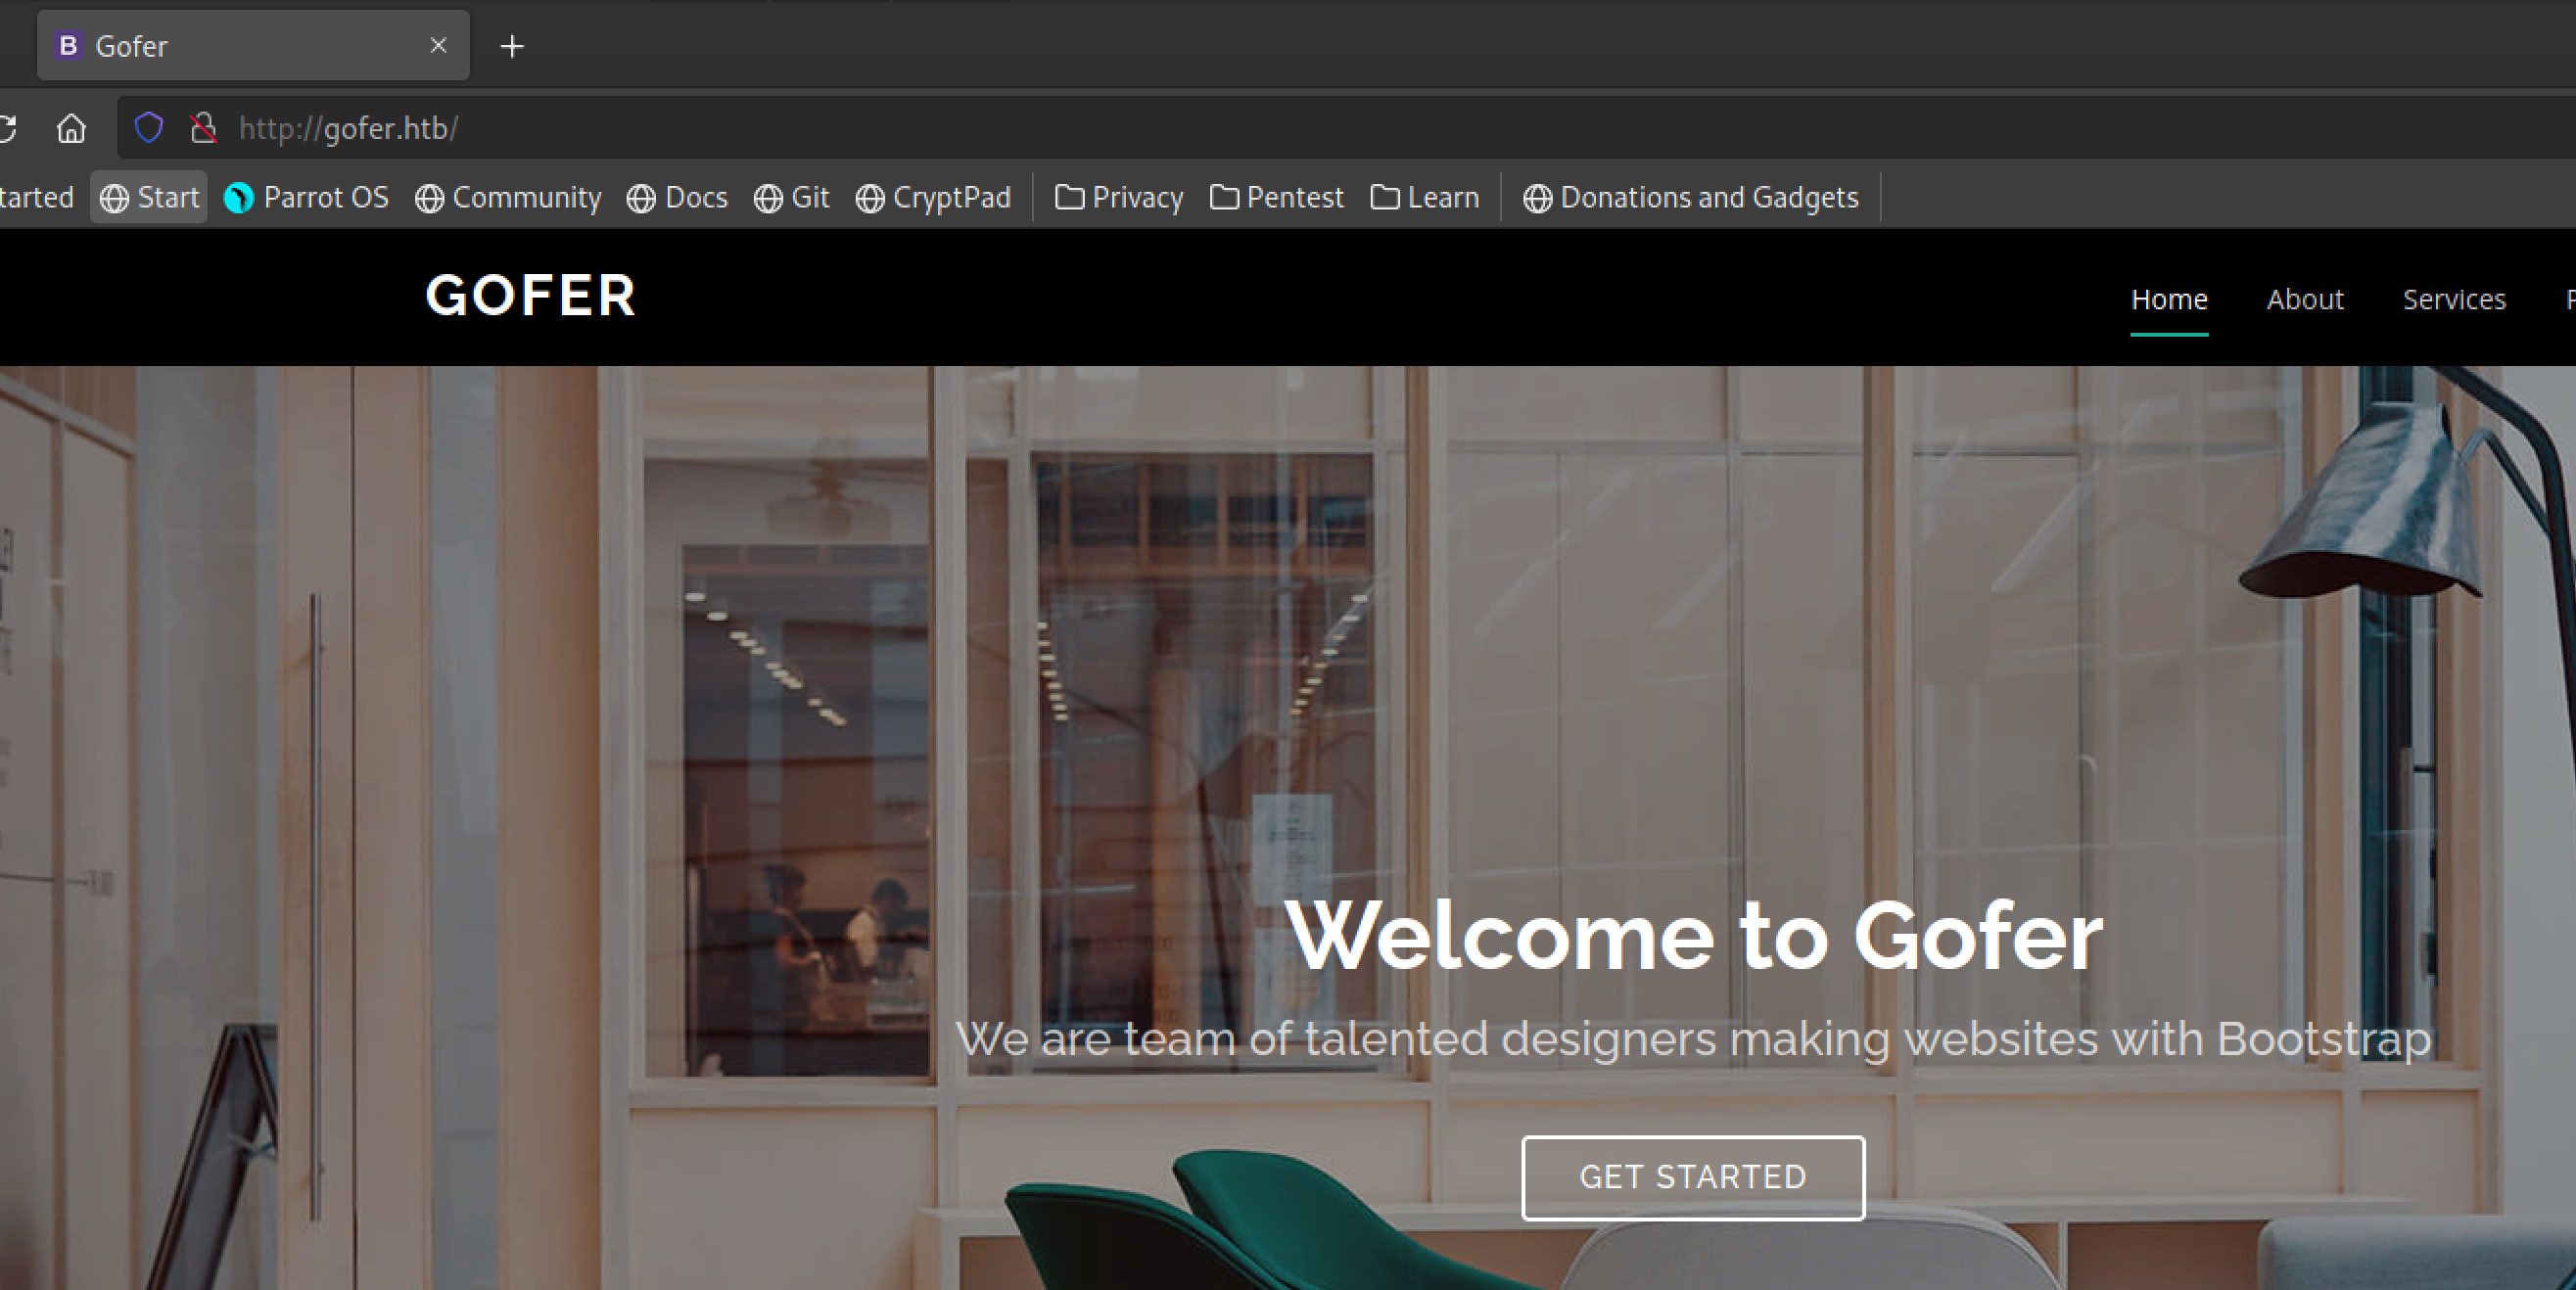 B Gofer
http://gofer.htb/
tarted Start Parrot OS Community Docs Git CryptPad Privacy Pentest Learn Donations and Gadgets
GOFER
Home About Services
Welcome to Gofer
We are team of talented designers making websites with Bootstrap
GET STARTED